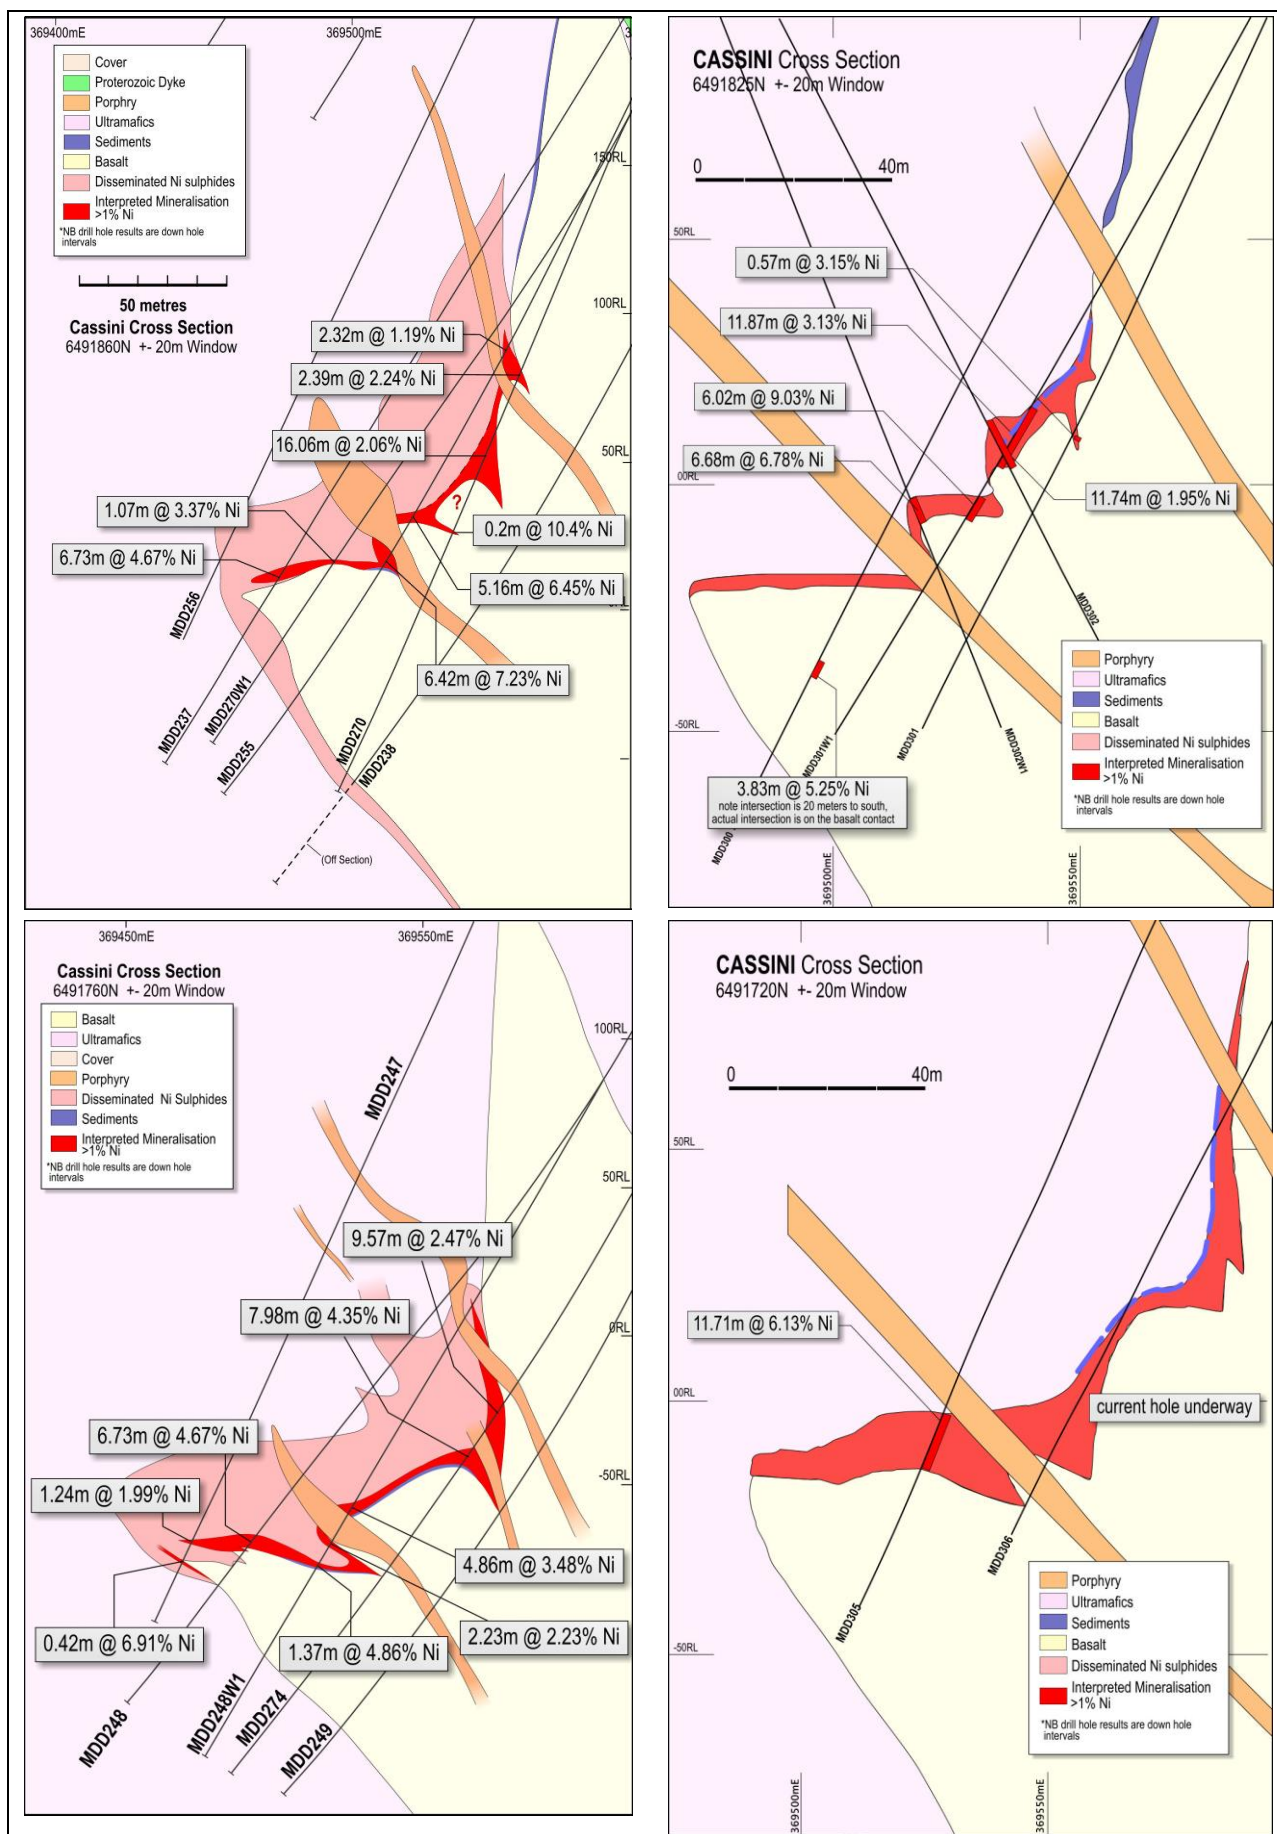 369400mE
369500mE
3
Cover
Proterozoic Dyke
Porphry
Ultramafics
Sediments
Basalt
Disseminated Ni sulphides
Interpreted Mineralisation
>1% Ni
*NB drill hole results are down hole
intervals
50 metres
Cassini Cross Section
6491860N +- 20m Window
150RL
100RL
50RL
2.32m @ 1.19% Ni
2.39m @ 2.24% Ni
16.06m @ 2.06% Ni
1.07m @ 3.37% Ni
?
0.2m @ 10.4% Ni
6.73m @ 4.67% Ni
5.16m @ 6.45% Ni
6.42m @ 7.23% Ni
MDD256
MDD237
MDD270W1
MDD255
MDD270
MDD238
(Off Section)
CASSINI Cross Section
6491825N +- 20m Window
0
40m
50RL
0.57m @ 3.15% Ni
11.87m @ 3.13% Ni
6.02m @ 9.03% Ni
6.68m @ 6.78% Ni
00RL
11.74m @ 1.95% Ni
MDD302
-50RL
MDD301W1
MDD301
MDD302W1
3.83m @ 5.25% Ni
note intersection is 20 meters to south,
actual intersection is on the basalt contact
MDD300
369500mE
369550mE
Porphyry
Ultramafics
Sediments
Basalt
Disseminated Ni sulphides
Interpreted Mineralisation
>1% Ni
*NB drill hole results are down hole
intervals
369450mE
369550mE
Cassini Cross Section
6491760N +- 20m Window
Basalt
Ultramafics
Cover
Porphyry
Disseminated Ni Sulphides
Sediments
Interpreted Mineralisation
>1% Ni
*NB drill hole results are down hole
intervals
100RL
MDD247
50RL
9.57m @ 2.47% Ni
7.98m @ 4.35% Ni
0RL
6.73m @ 4.67% Ni
-50RL
1.24m @ 1.99% Ni
4.86m @ 3.48% Ni
0.42m @ 6.91% Ni
1.37m @ 4.86% Ni
2.23m @ 2.23% Ni
MDD248
MDD248W1
MDD274
MDD249
CASSINI Cross Section
6491720N +- 20m Window
0
40m
50RL
11.71m @ 6.13% Ni
00RL
current hole underway
MDD306
MDD305
-50RL
Porphyry
Ultramafics
Sediments
Basalt
Disseminated Ni sulphides
Interpreted Mineralisation
>1% Ni
*NB drill hole results are down hole
intervals
369500mE
369550mE